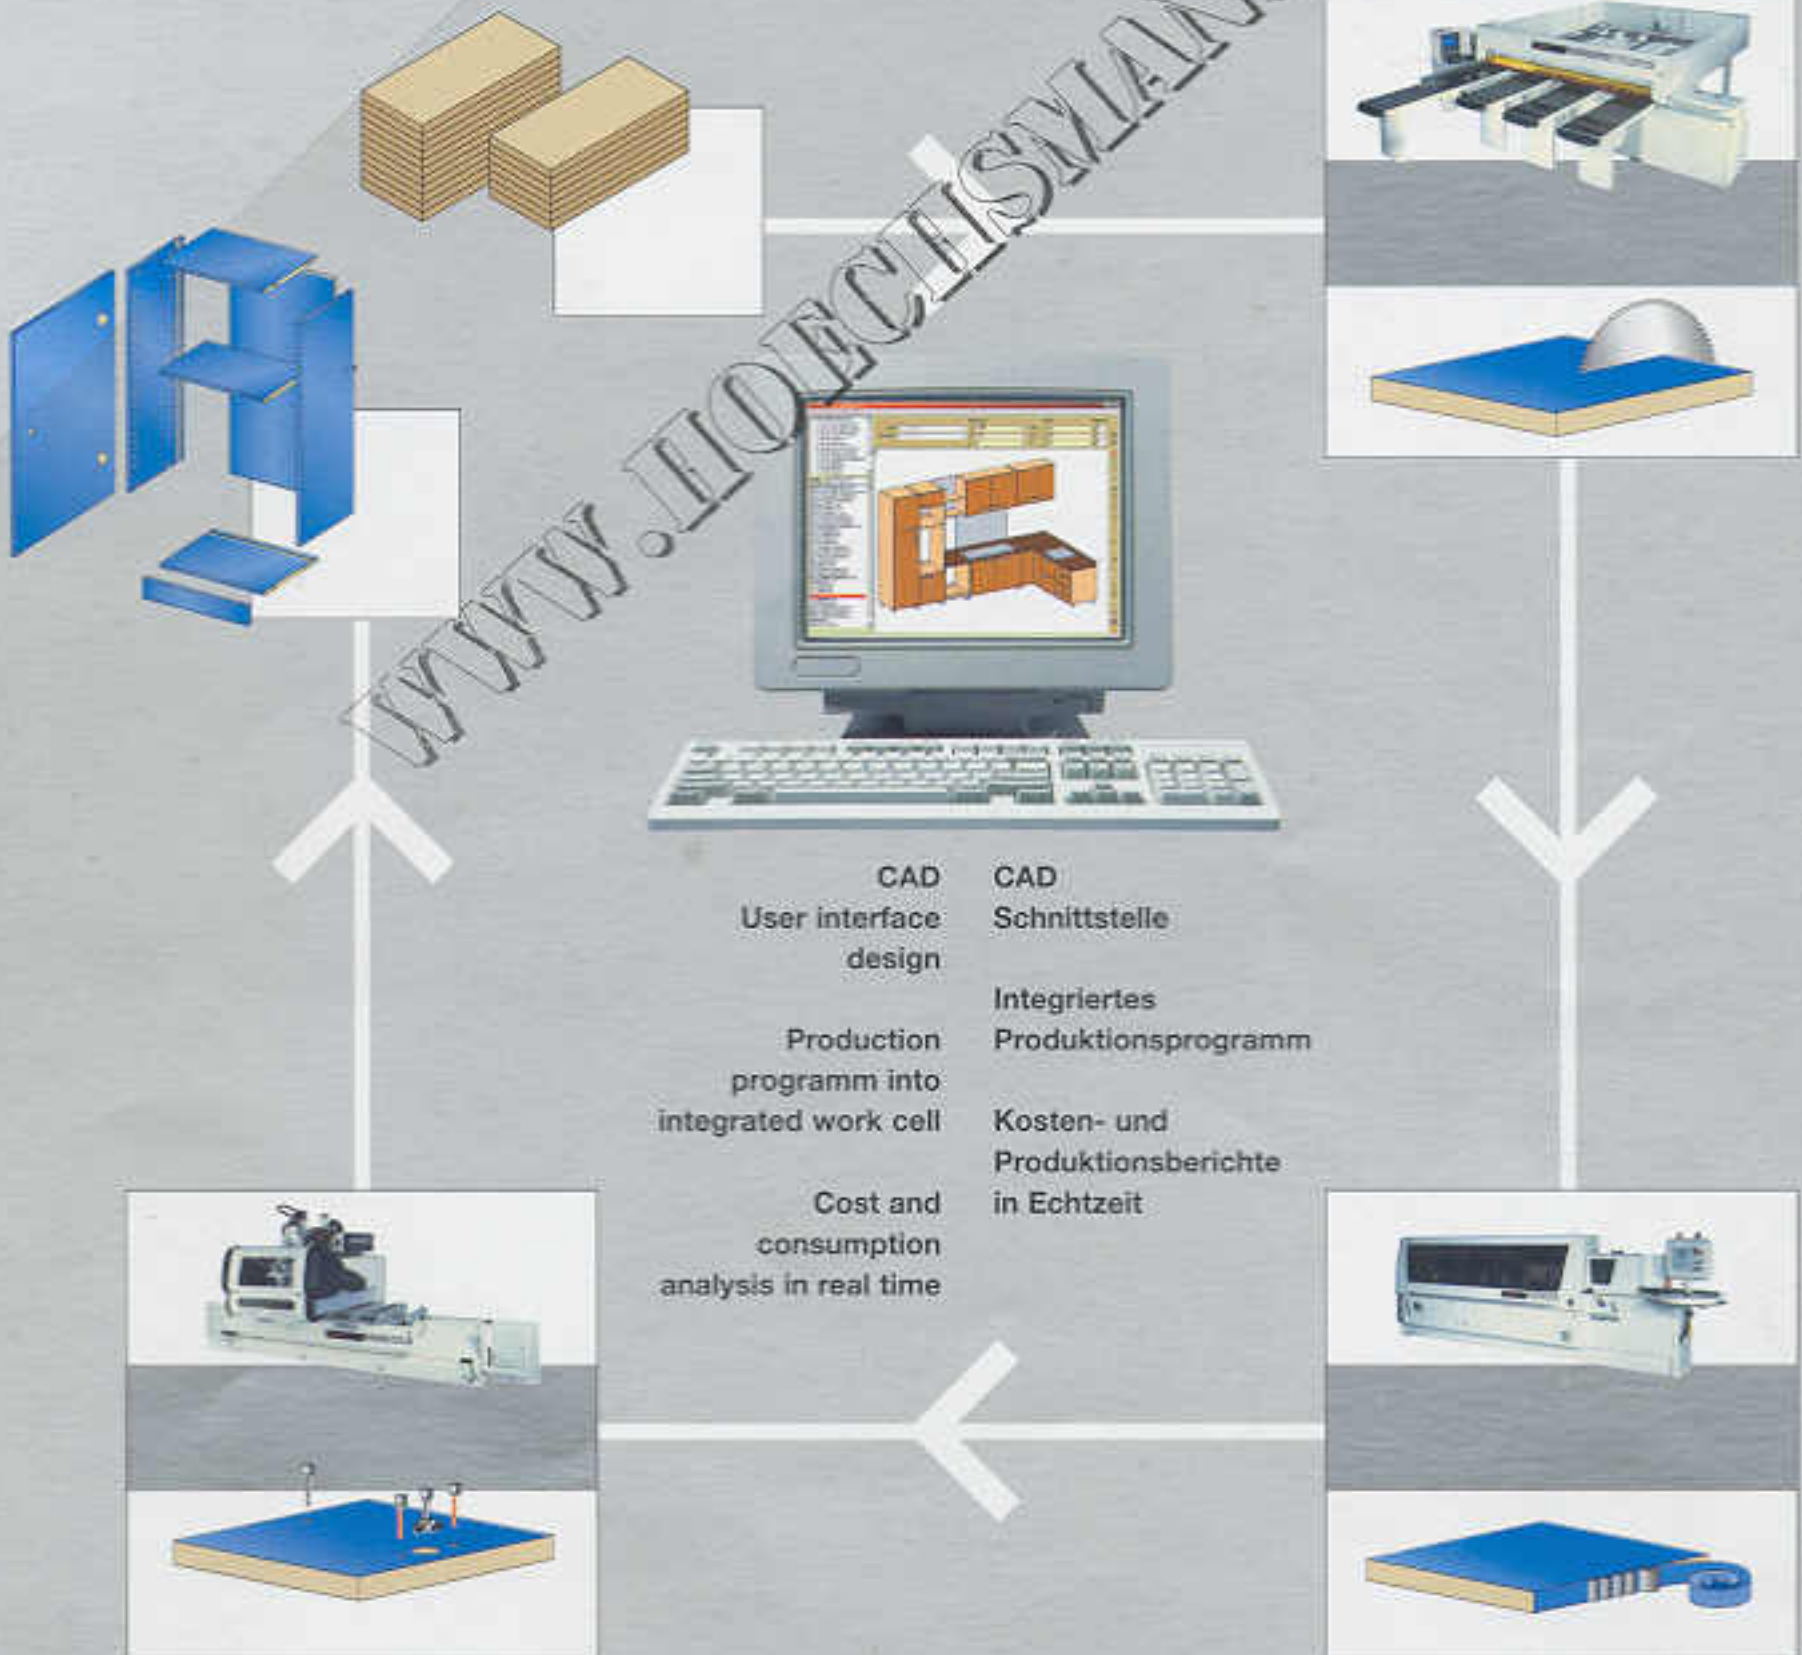 WWW.HOECHSMANN
CAD
User interface
design
Production
programm into
integrated work cell
Cost and
consumption
analysis in real time
CAD
Schnittstelle
Integriertes
Produktionsprogramm
Kosten- und
Produktionsberichte
in Echtzeit